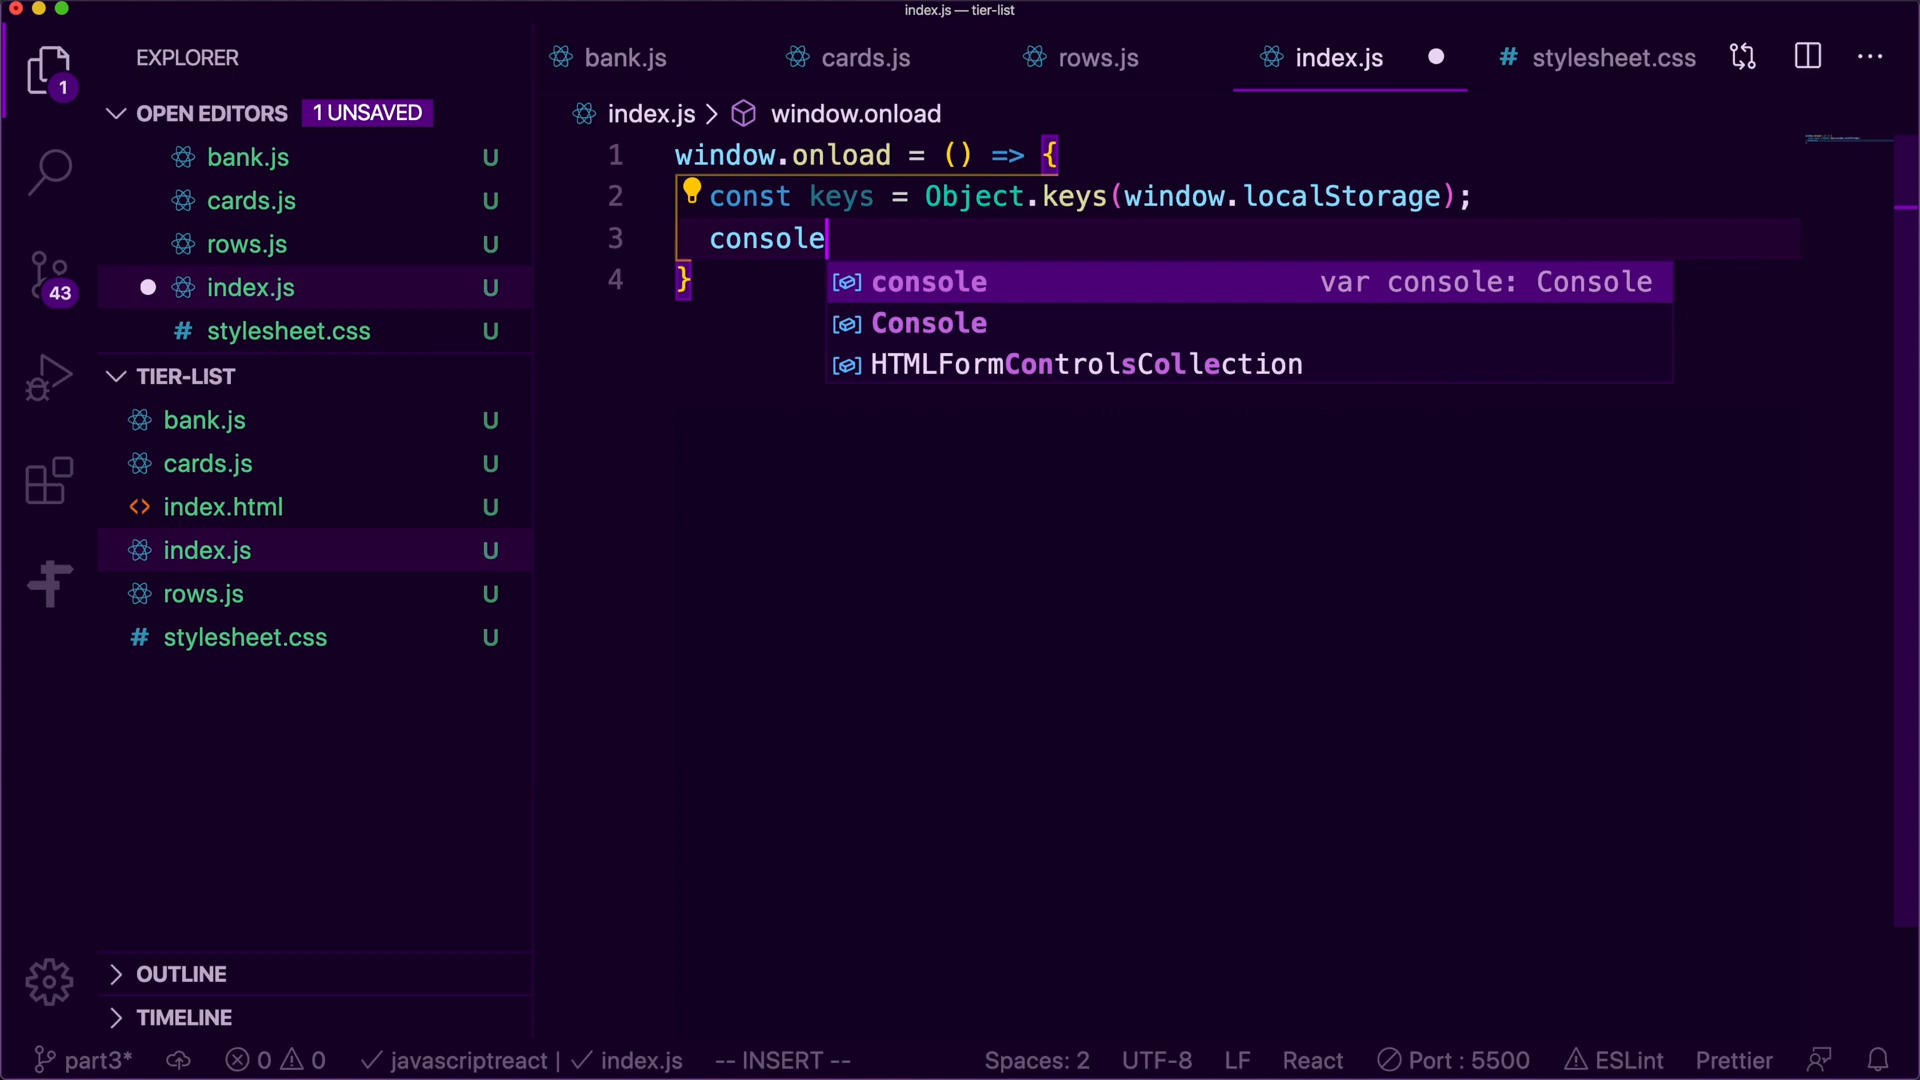 index.js — tier-list
EXPLORER
1
OPEN EDITORS 1 UNSAVED
bank.js U
cards.js U
rows.js U
index.js U
# stylesheet.css U
43
TIER-LIST
bank.js U
cards.js U
<> index.html U
index.js U
rows.js U
# stylesheet.css U
OUTLINE
TIMELINE
bank.js cards.js rows.js index.js # stylesheet.css
index.js > window.onload
1 window.onload = () => {
2 const keys = Object.keys(window.localStorage);
3 console
4 }
console var console: Console
Console
HTMLFormControlsCollection
part3* 0 0 javascriptreact | index.js -- INSERT -- Spaces: 2 UTF-8 LF React Port : 5500 ESLint Prettier